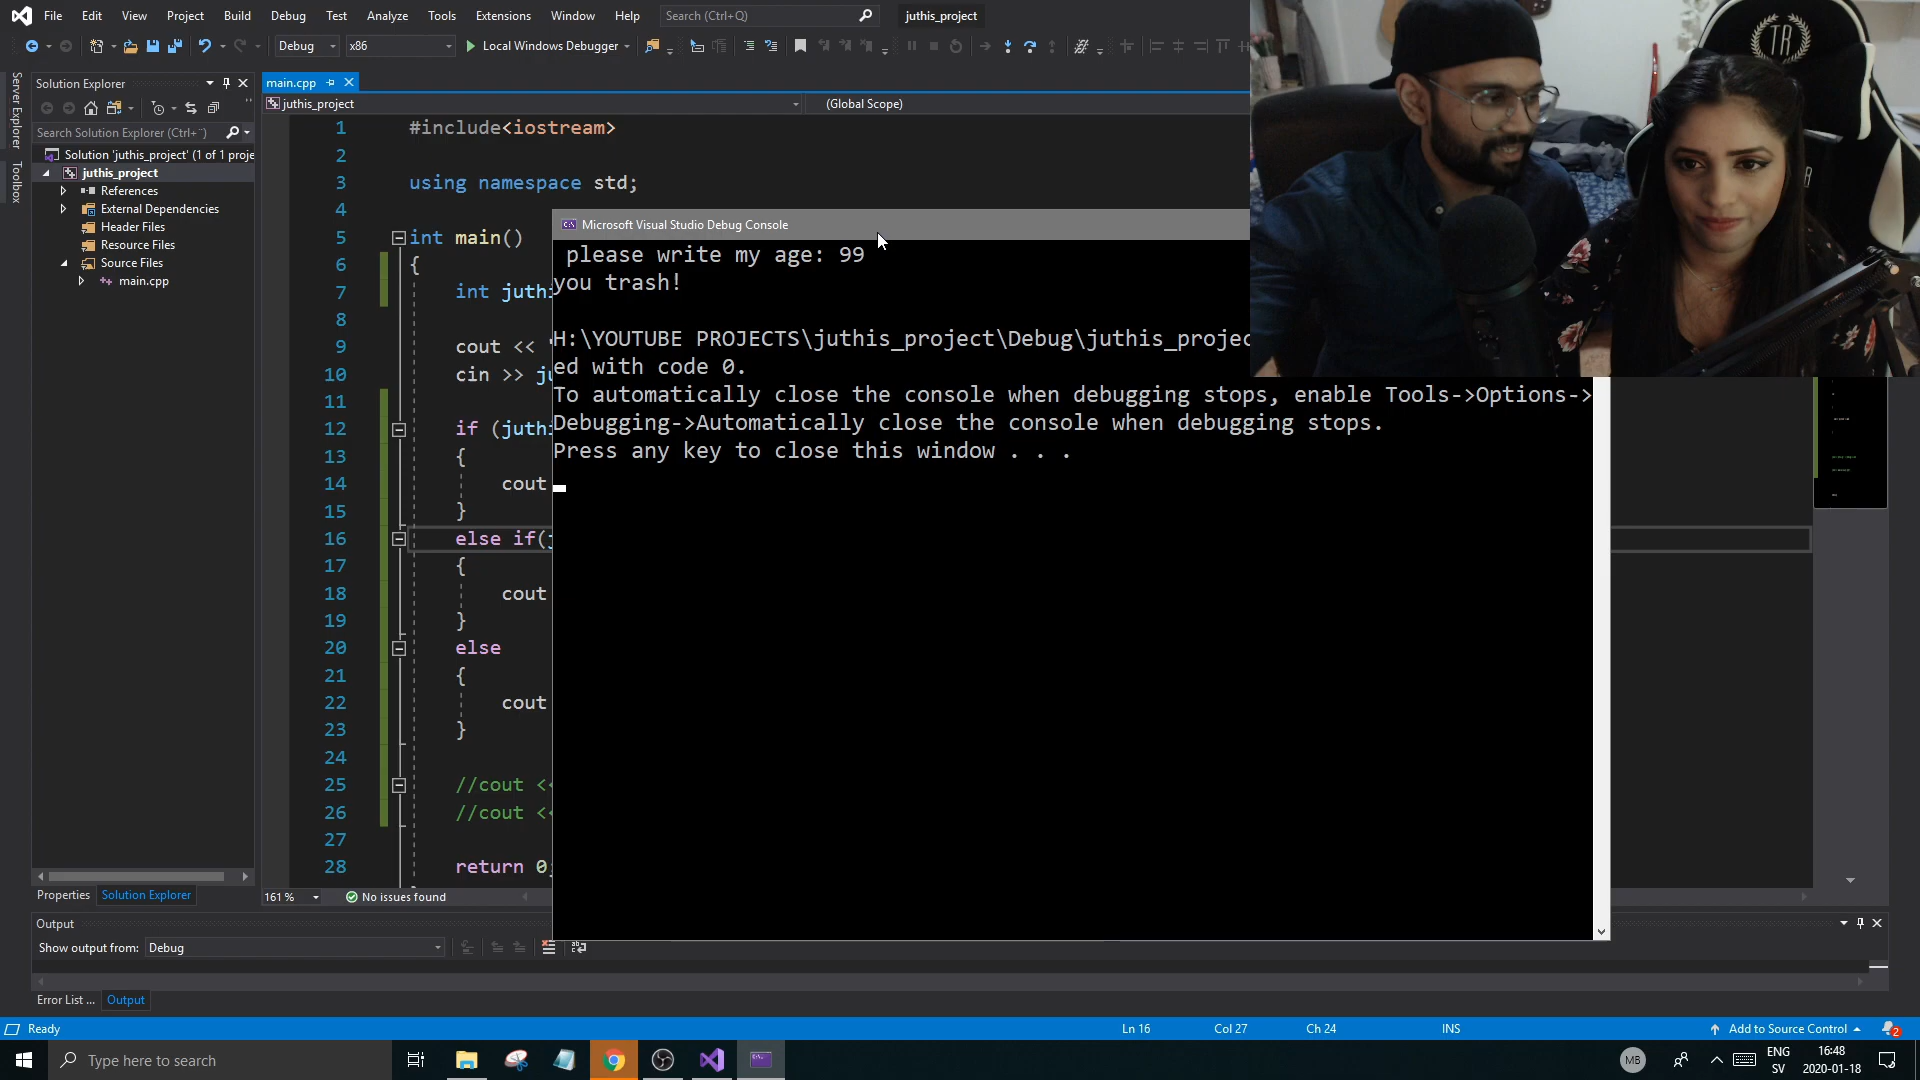 File Edit View Project Build Debug Test Analyze Tools Extensions Window Help Search (Ctrl+Q) juthis_project
Debug x86 Local Windows Debugger
Server Explorer
Toolbox
Solution Explorer
Search Solution Explorer (Ctrl+¨)
Solution 'juthis_project' (1 of 1 proje
juthis_project
References
External Dependencies
Header Files
Resource Files
Source Files
main.cpp
Properties Solution Explorer
main.cpp
juthis_project (Global Scope)
1 #include<iostream>
2
3 using namespace std;
4
5 int main()
6 {
7 int juthi
8
9 cout << "
10 cin >> ju
11
12 if (juthi
13 {
14 cout
15 }
16 else if(j
17 {
18 cout
19 }
20 else
21 {
22 cout
23 }
24
25 //cout <<
26 //cout <<
27
28 return 0;
161 % No issues found
Microsoft Visual Studio Debug Console
please write my age: 99
you trash!
H:\YOUTUBE PROJECTS\juthis_project\Debug\juthis_projec
ed with code 0.
To automatically close the console when debugging stops, enable Tools->Options->
Debugging->Automatically close the console when debugging stops.
Press any key to close this window . . .
TR
Output
Show output from: Debug
Error List ... Output
Ready Ln 16 Col 27 Ch 24 INS Add to Source Control 2
Type here to search MB ENG SV 16:48 2020-01-18